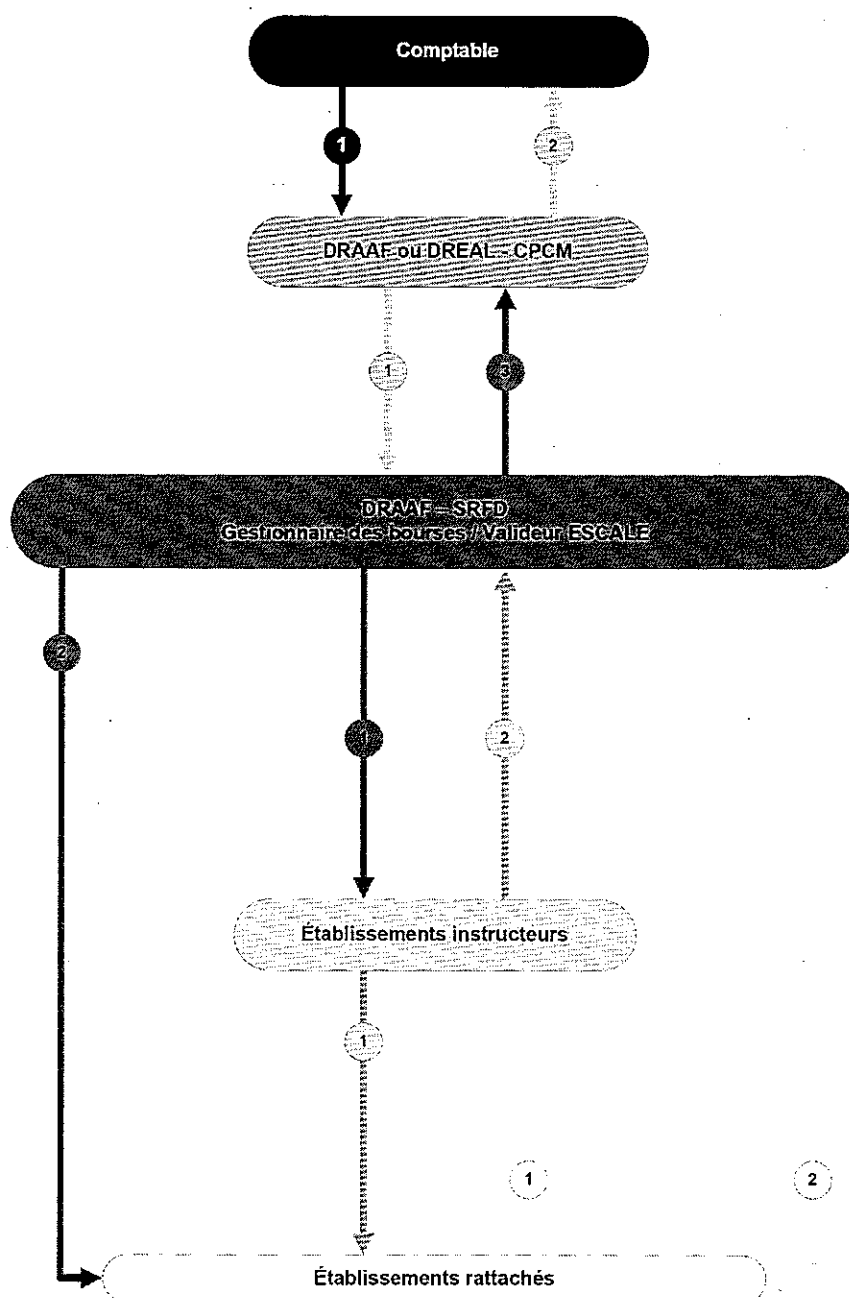 Comptable
1
2
DRAAF ou DREAL - CPCM
1
3
DRAAF – SRFD
Gestionnaire des bourses / Valideur ESCALE
2
1
2
Établissements instructeurs
1
1
2
Établissements rattachés